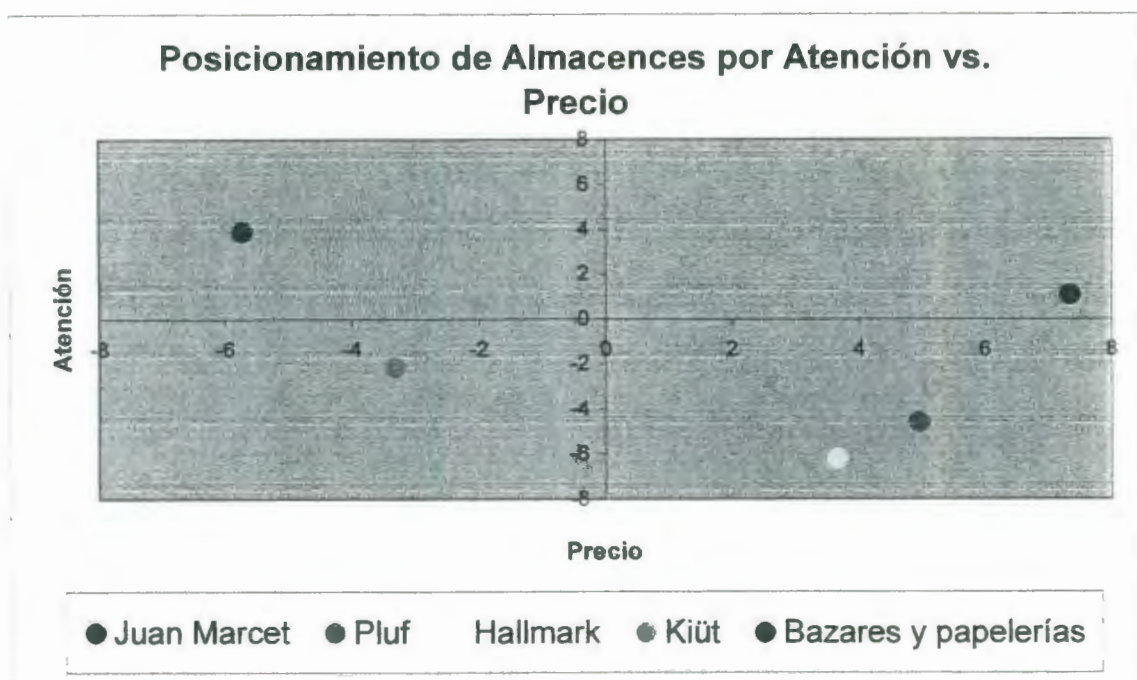 Posicionamiento de Almacences por Atención vs.
Precio
8
6
4
2
0
-8 -6 -4 -2 0 2 4 6 8
-2
-4
-6
-8
Atención
Precio
Juan Marcet Pluf Hallmark Kiüt Bazares y papelerías